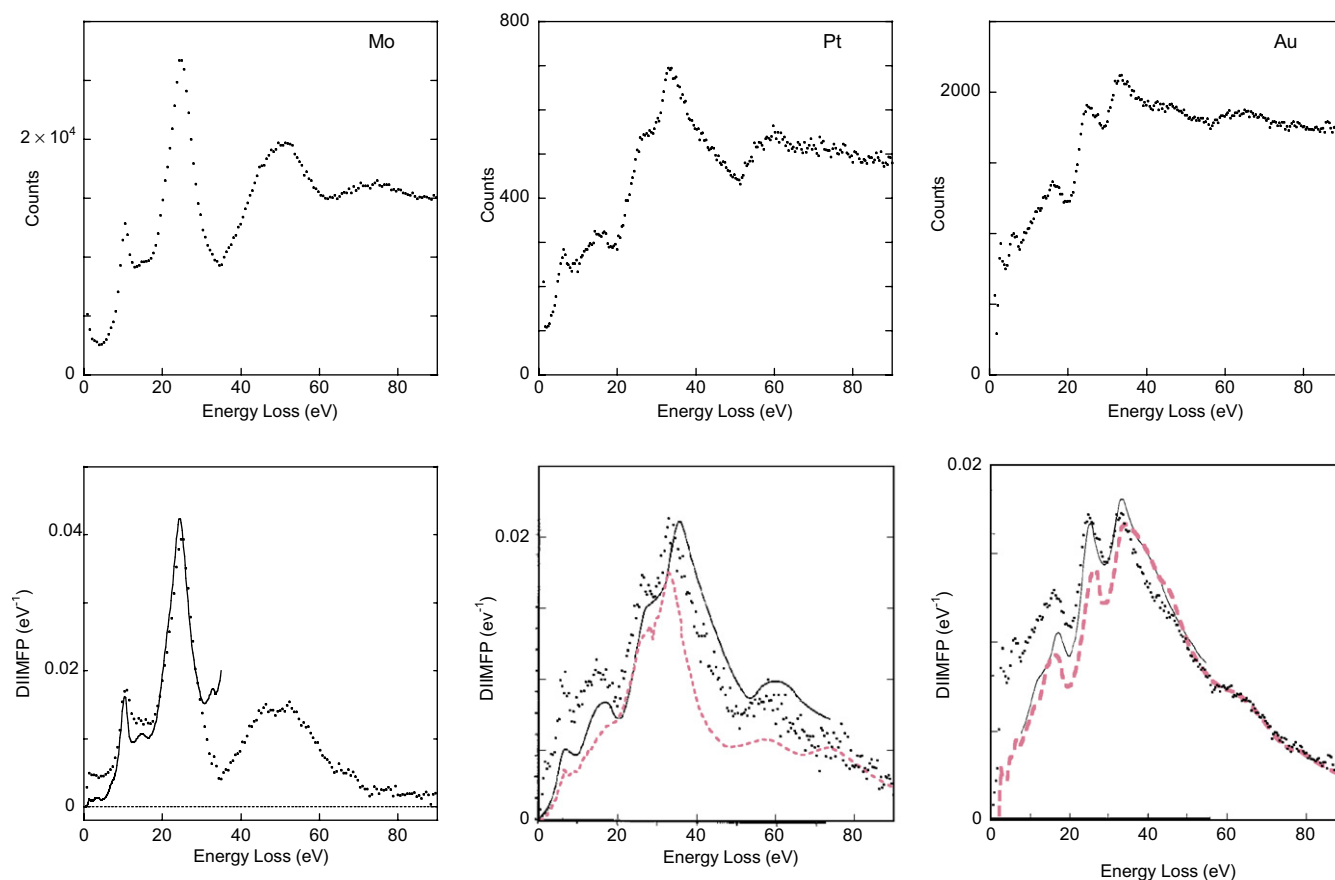 Mo
2 × 10⁴
0
Counts
0 20 40 60 80
Energy Loss (eV)
Pt
800
400
0
Counts
0 20 40 60 80
Energy Loss (eV)
Au
2000
0
Counts
0 20 40 60 80
Energy Loss (eV)
0.04
0.02
0
DIIMFP (eV⁻¹)
0 20 40 60 80
Energy Loss (eV)
0.02
0
DIIMFP (eV⁻¹)
0 20 40 60 80
Energy Loss (eV)
0.02
0
DIIMFP (eV⁻¹)
0 20 40 60 80
Energy Loss (eV)